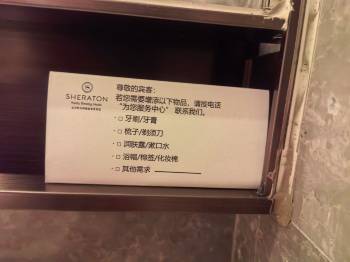 SHERATON
尊敬的宾客：
若您需要增添以下物品，请按电话
“为您服务中心”联系我们。
·□牙刷/牙膏
·□梳子/剃须刀
·□润肤露/漱口水
·□浴帽/棉签/化妆棉
·□其他需求